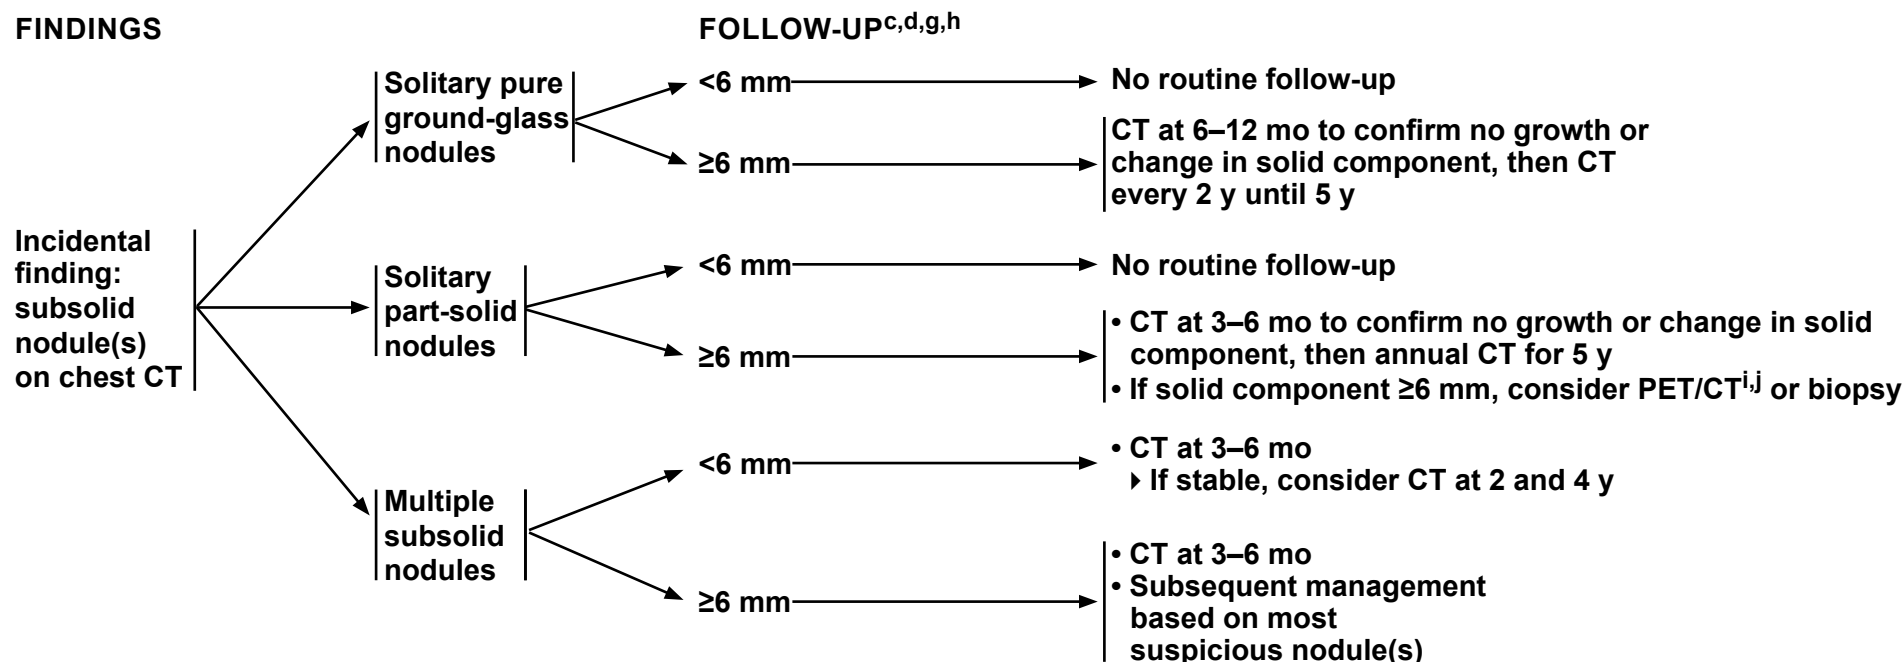 FINDINGS
FOLLOW-UPc,d,g,h
Incidental
finding:
subsolid
nodule(s)
on chest CT
Solitary pure
ground-glass
nodules
<6 mm
No routine follow-up
≥6 mm
CT at 6–12 mo to confirm no growth or
change in solid component, then CT
every 2 y until 5 y
Solitary
part-solid
nodules
<6 mm
No routine follow-up
≥6 mm
• CT at 3–6 mo to confirm no growth or change in solid
component, then annual CT for 5 y
• If solid component ≥6 mm, consider PET/CTi,j or biopsy
Multiple
subsolid
nodules
<6 mm
• CT at 3–6 mo
▸ If stable, consider CT at 2 and 4 y
≥6 mm
• CT at 3–6 mo
• Subsequent management
based on most
suspicious nodule(s)